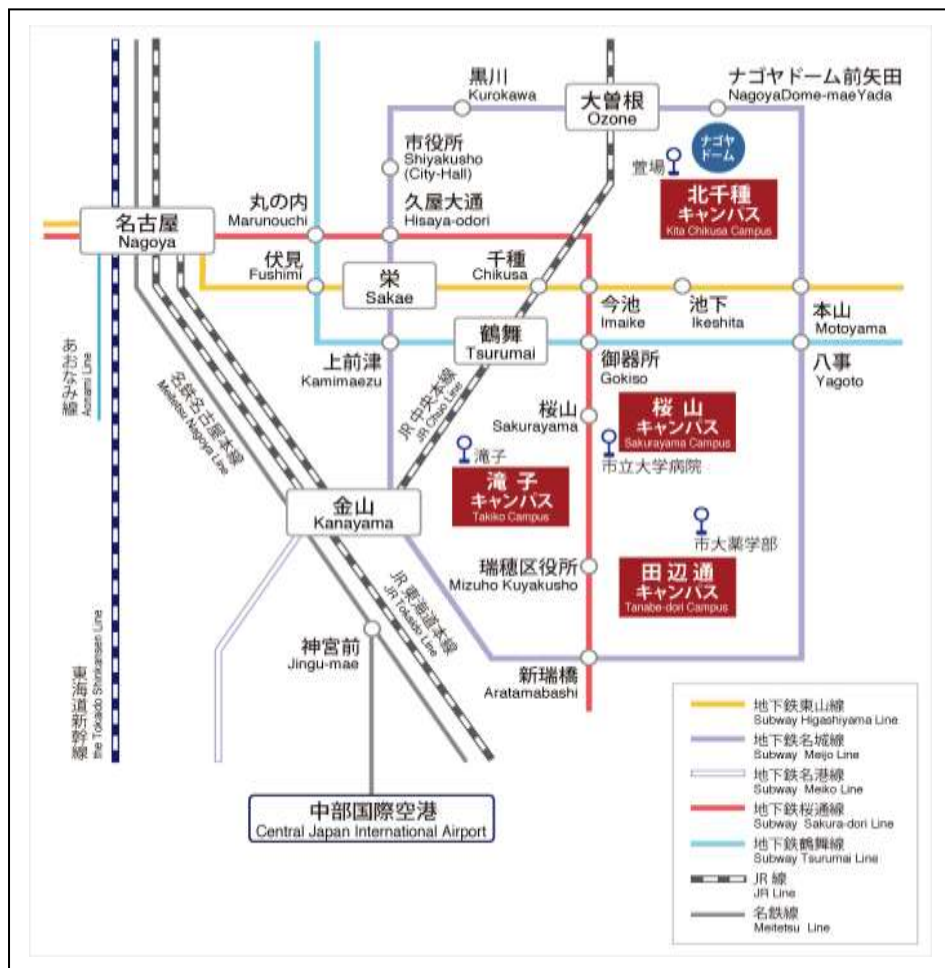 黒川
Kurokawa
大曽根
Ozone
ナゴヤドーム前矢田
NagoyaDome-maeYada
市役所
Shiyakusho
(City-Hall)
萱場
ナゴヤ
ドーム
北千種
キャンパス
Kita Chikusa Campus
名古屋
Nagoya
丸の内
Marunouchi
久屋大通
Hisaya-odori
伏見
Fushimi
栄
Sakae
千種
Chikusa
今池
Imaike
池下
Ikeshita
本山
Motoyama
上前津
Kamimaezu
鶴舞
Tsurumai
御器所
Gokiso
八事
Yagoto
あおなみ線
Aonami Line
名鉄名古屋本線
Meitetsu Nagoya Line
JR 中央本線
JR Chuo Line
桜山
Sakurayama
桜 山
キャンパス
Sakurayama Campus
市立大学病院
滝子
滝 子
キャンパス
Takiko Campus
金山
Kanayama
市大薬学部
田 辺 通
キャンパス
Tanabe-dori Campus
瑞穂区役所
Mizuho Kuyakusho
JR 東海道本線
JR Tokaido Line
神宮前
Jingu-mae
新瑞橋
Aratamabashi
東海道新幹線
the Tokaido Shinkansen Line
中部国際空港
Central Japan International Airport
地下鉄東山線
Subway Higashiyama Line
地下鉄名城線
Subway Meijo Line
地下鉄名港線
Subway Meiko Line
地下鉄桜通線
Subway Sakura-dori Line
地下鉄鶴舞線
Subway Tsurumai Line
JR 線
JR Line
名鉄線
Meitetsu Line